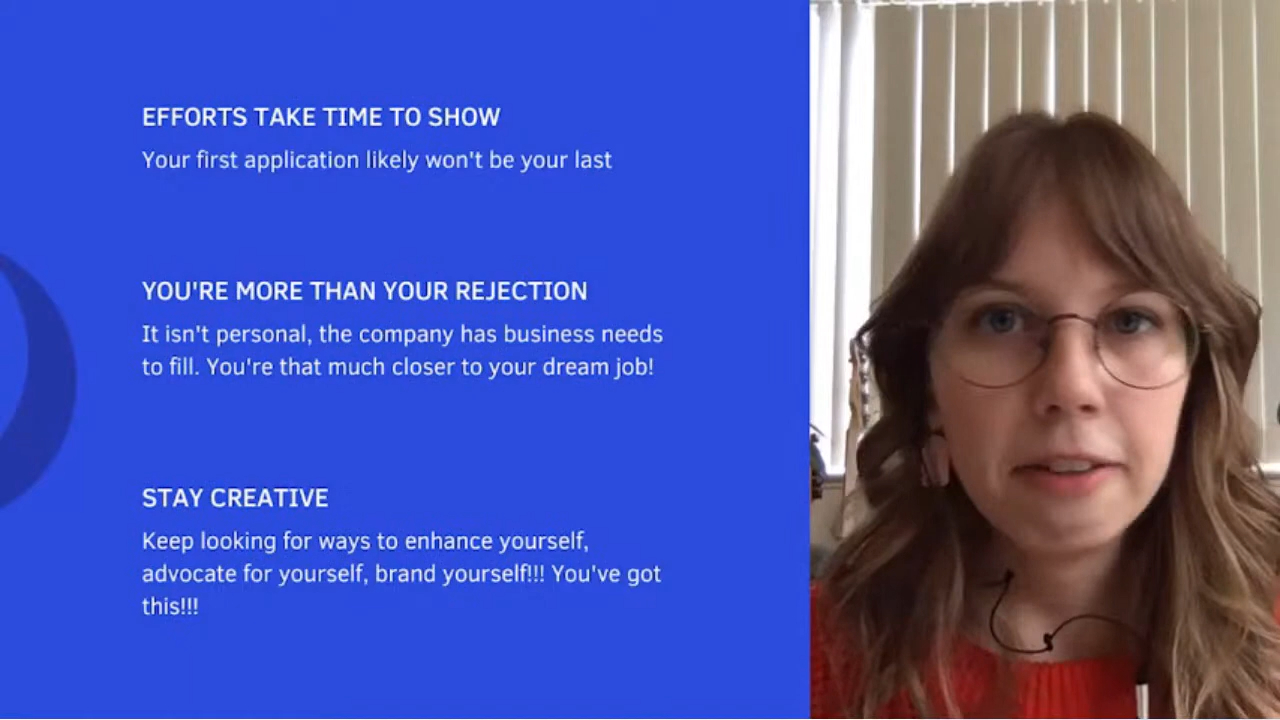 EFFORTS TAKE TIME TO SHOW
Your first application likely won't be your last
YOU'RE MORE THAN YOUR REJECTION
It isn't personal, the company has business needs
to fill. You're that much closer to your dream job!
STAY CREATIVE
Keep looking for ways to enhance yourself,
advocate for yourself, brand yourself!!! You've got
this!!!